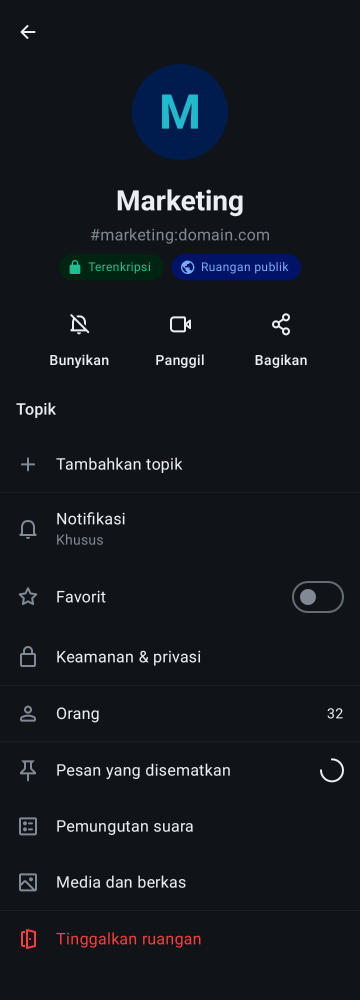 M
Marketing
#marketing:domain.com
Terenkripsi
Ruangan publik
Bunyikan
Panggil
Bagikan
Topik
Tambahkan topik
Notifikasi
Khusus
Favorit
Keamanan & privasi
Orang
32
Pesan yang disematkan
Pemungutan suara
Media dan berkas
Tinggalkan ruangan